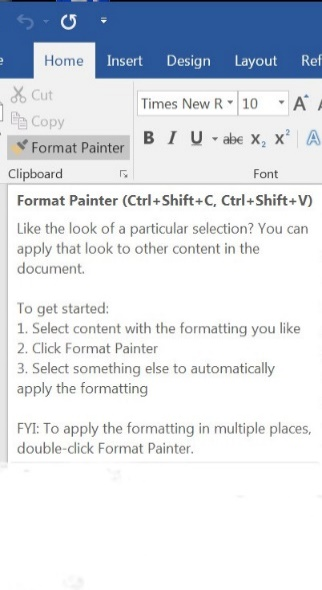 Home Insert Design Layout Ref
Cut
Copy
Format Painter
Clipboard
Times New R 10 A
B I U abc X₂ X² A
Font
Format Painter (Ctrl+Shift+C, Ctrl+Shift+V)
Like the look of a particular selection? You can
apply that look to other content in the
document.
To get started:
1. Select content with the formatting you like
2. Click Format Painter
3. Select something else to automatically
apply the formatting
FYI: To apply the formatting in multiple places,
double-click Format Painter.